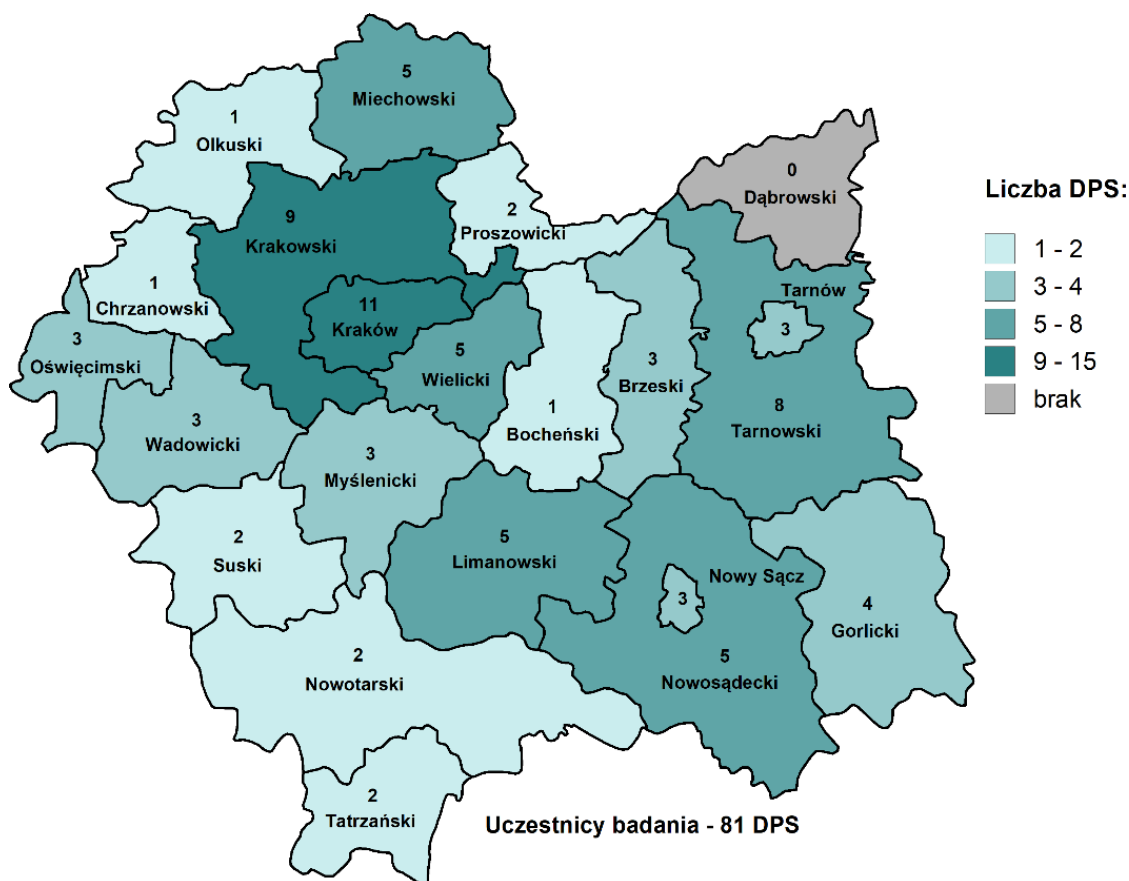 5
Miechowski
1
Olkuski
0
Dąbrowski
Liczba DPS:
1 - 2
3 - 4
5 - 8
9 - 15
brak
9
Krakowski
2
Proszowicki
1
Chrzanowski
11
Kraków
Tarnów
3
3
Oświęcimski
5
Wielicki
3
Brzeski
8
Tarnowski
3
Wadowicki
1
Bocheński
3
Myślenicki
2
Suski
5
Limanowski
Nowy Sącz
3
4
Gorlicki
2
Nowotarski
5
Nowosądecki
2
Tatrzański
Uczestnicy badania - 81 DPS